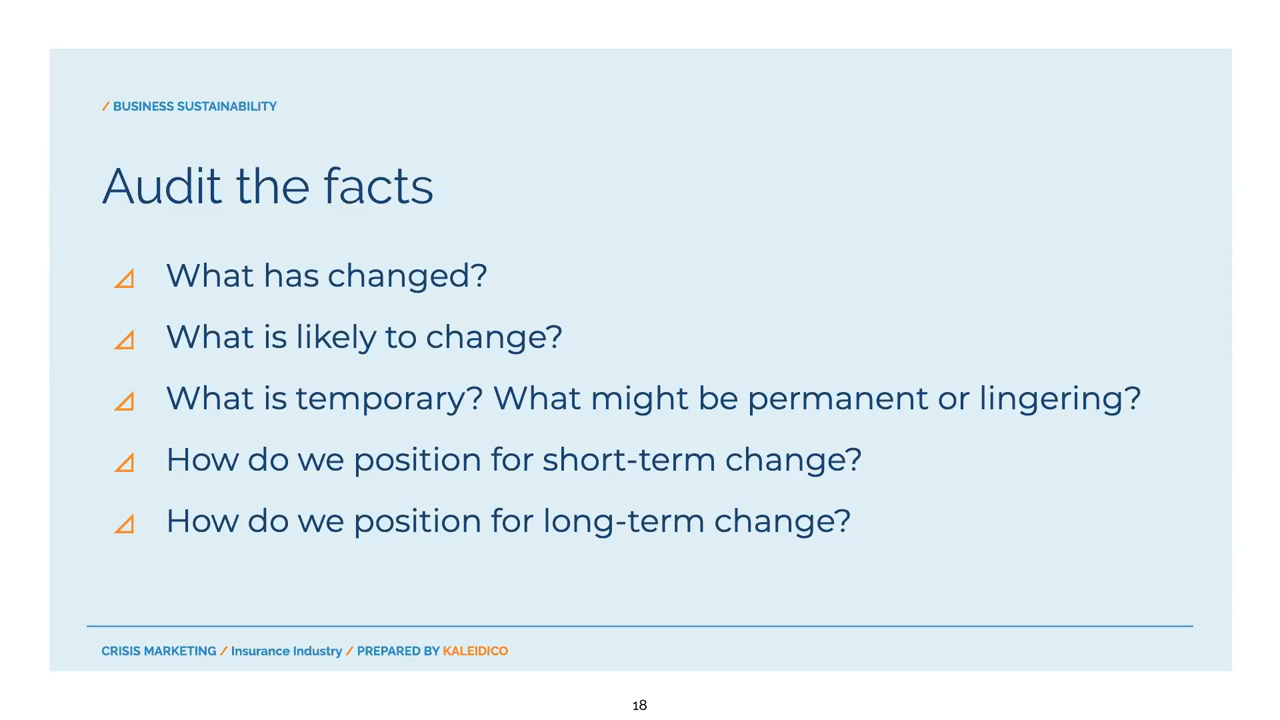 / BUSINESS SUSTAINABILITY
Audit the facts
What has changed?
What is likely to change?
What is temporary? What might be permanent or lingering?
How do we position for short-term change?
How do we position for long-term change?
CRISIS MARKETING / Insurance Industry / PREPARED BY KALEIDICO
18